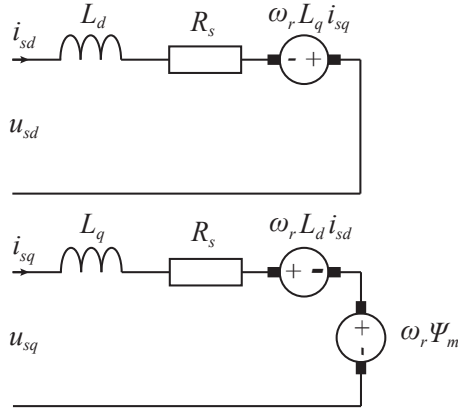 L_d R_s ω_r L_q i_sq
i_sd
- +
u_sd
L_q R_s ω_r L_d i_sd
i_sq
+ -
u_sq
+
-
ω_r Ψ_m